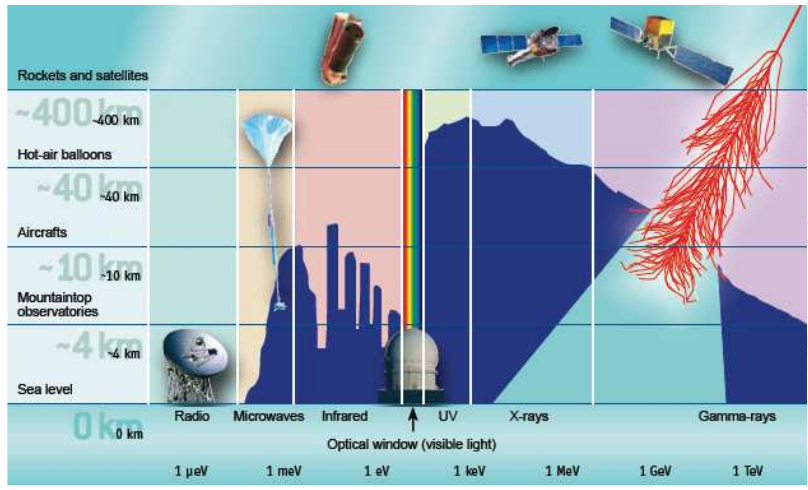 Rockets and satellites
~400 km
~400 km
Hot-air balloons
~40 km
~40 km
Aircrafts
~10 km
~10 km
Mountaintop
observatories
~4 km
~4 km
Sea level
0 km
0 km
Radio
Microwaves
Infrared
UV
X-rays
Gamma-rays
Optical window (visible light)
1 μeV
1 meV
1 eV
1 keV
1 MeV
1 GeV
1 TeV